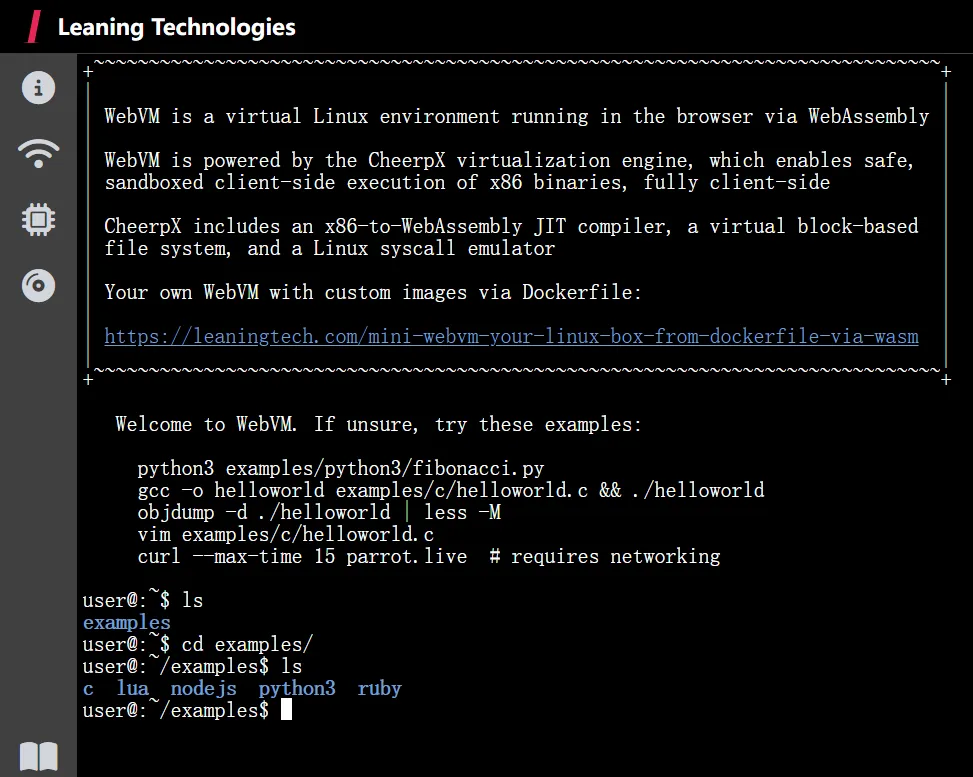 Leaning Technologies
+~~~~~~~~~~~~~~~~~~~~~~~~~~~~~~~~~~~~~~~~~~~~~~~~~~~~~~~~~~~~~~~~~~~~~~~~~~~~~+
WebVM is a virtual Linux environment running in the browser via WebAssembly
WebVM is powered by the CheerpX virtualization engine, which enables safe,
sandboxed client-side execution of x86 binaries, fully client-side
CheerpX includes an x86-to-WebAssembly JIT compiler, a virtual block-based
file system, and a Linux syscall emulator
Your own WebVM with custom images via Dockerfile:
https://leaningtech.com/mini-webvm-your-linux-box-from-dockerfile-via-wasm
+~~~~~~~~~~~~~~~~~~~~~~~~~~~~~~~~~~~~~~~~~~~~~~~~~~~~~~~~~~~~~~~~~~~~~~~~~~~~~+
Welcome to WebVM. If unsure, try these examples:
python3 examples/python3/fibonacci.py
gcc -o helloworld examples/c/helloworld.c && ./helloworld
objdump -d ./helloworld | less -M
vim examples/c/helloworld.c
curl --max-time 15 parrot.live  # requires networking
user@:~$ ls
examples
user@:~$ cd examples/
user@:~/examples$ ls
c  lua  nodejs  python3  ruby
user@:~/examples$